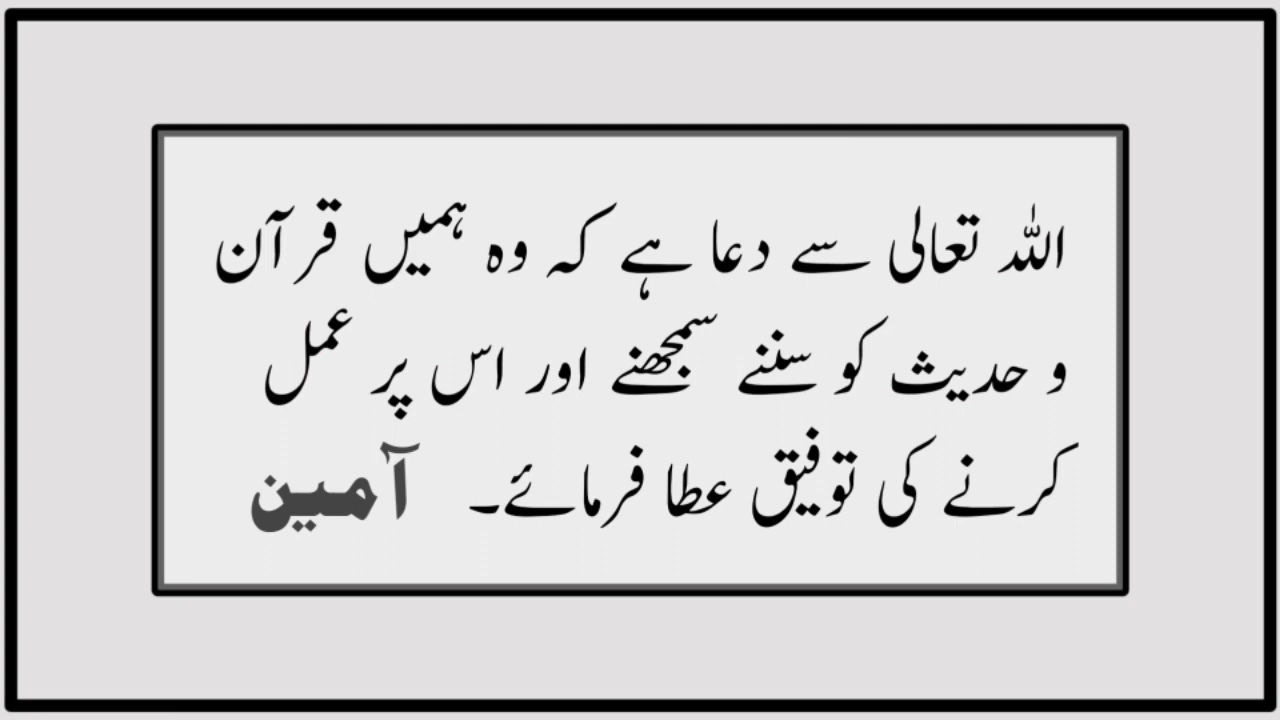 اللہ تعالی سے دعا ہے کہ وہ ہمیں قرآن
و حدیث کو سننے سمجھنے اور اس پر عمل
کرنے کی توفیق عطا فرمائے۔ آمین